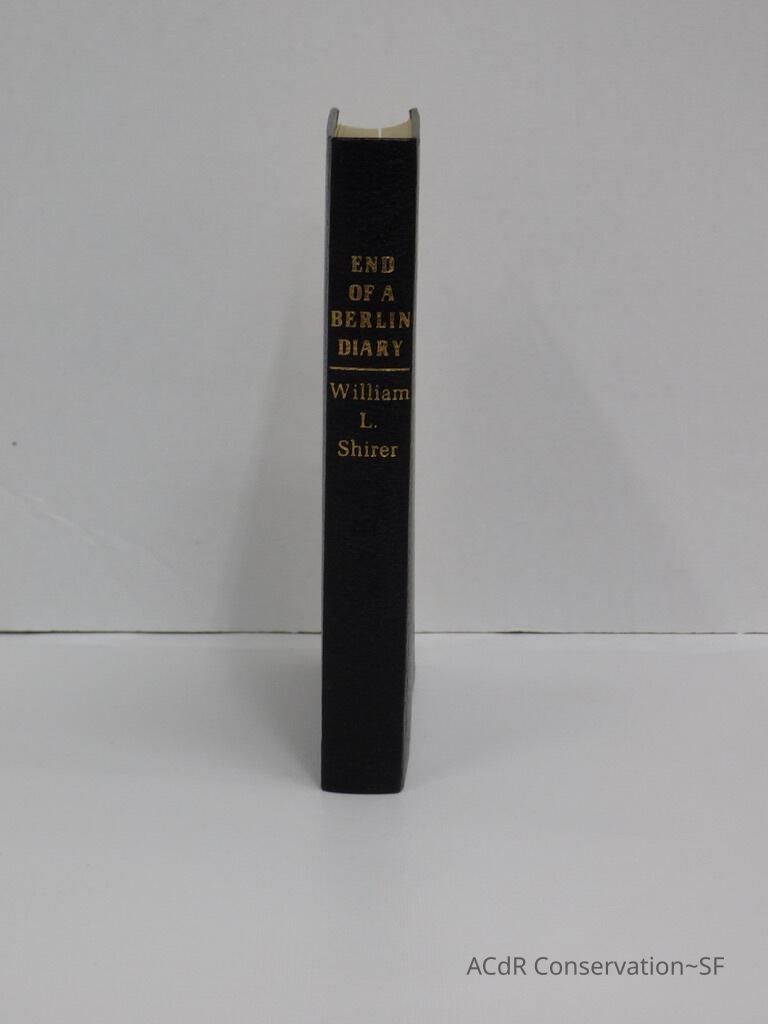 END
OF A
BERLIN
DIARY
William
L.
Shirer
ACdR Conservation~SF